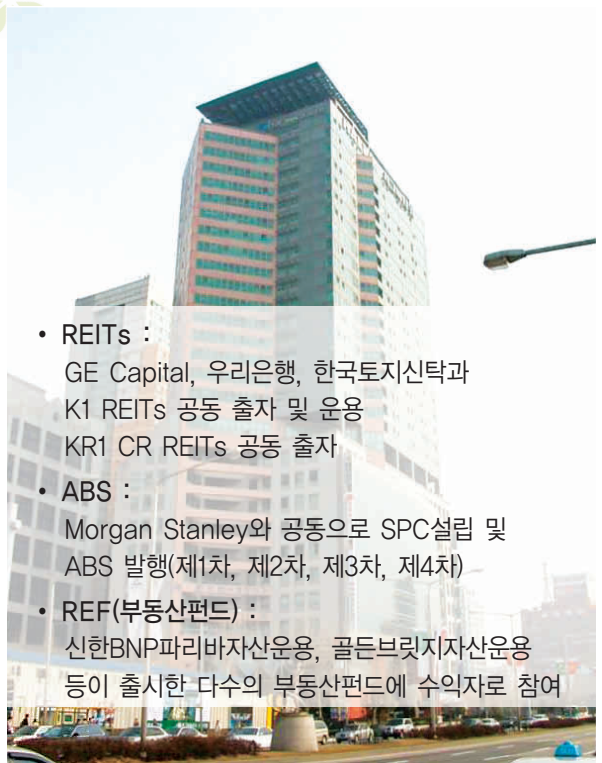 • REITs :
GE Capital, 우리은행, 한국토지신탁과
K1 REITs 공동 출자 및 운용
KR1 CR REITs 공동 출자
• ABS :
Morgan Stanley와 공동으로 SPC설립 및
ABS 발행(제1차, 제2차, 제3차, 제4차)
• REF(부동산펀드) :
신한BNP파리바자산운용, 골든브릿지자산운용
등이 출시한 다수의 부동산펀드에 수익자로 참여